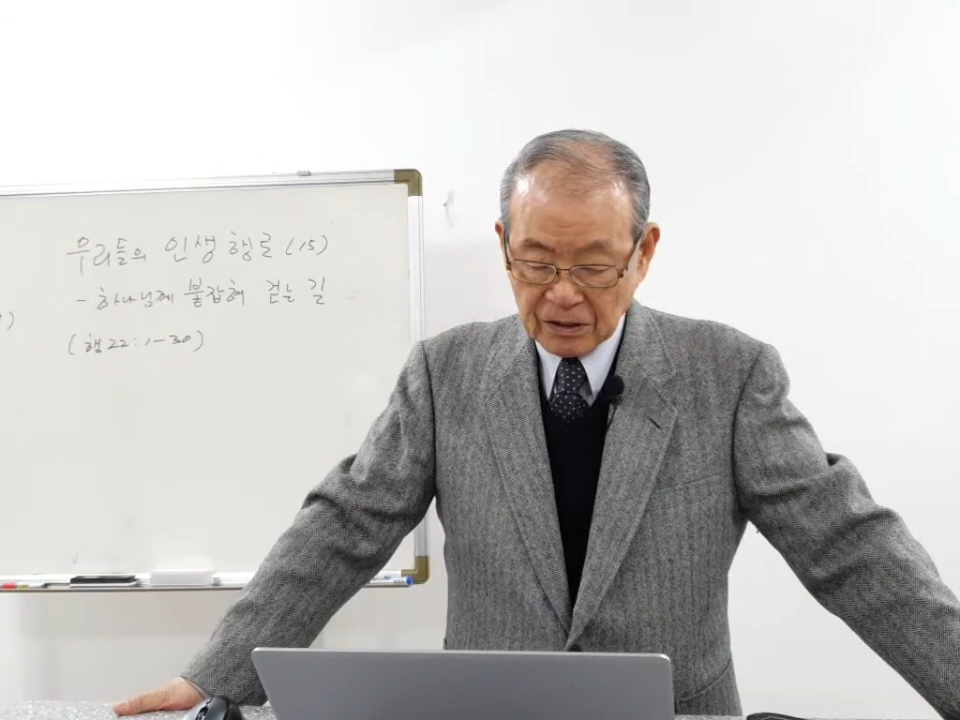 우리들의 인생 행로 (15)
- 하나님께 붙잡혀 걷는 길
(행 22:1-30)